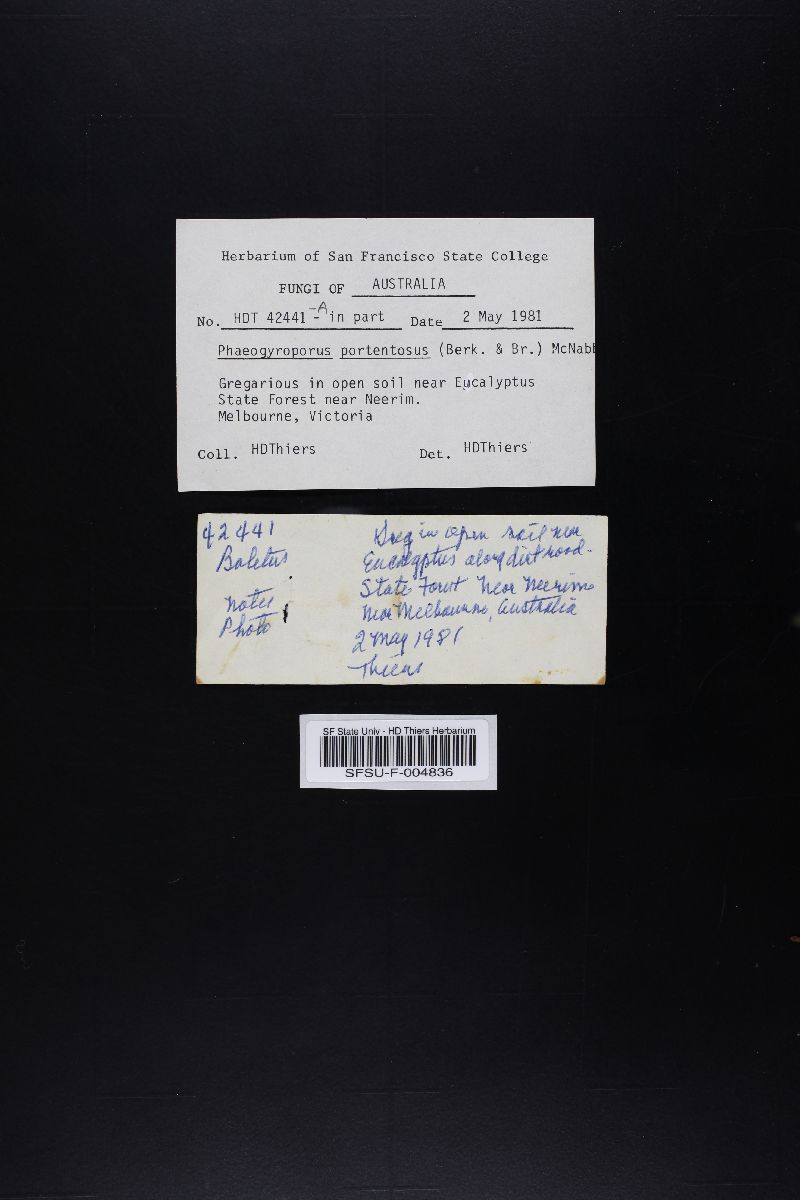 Herbarium of San Francisco State College
FUNGI OF AUSTRALIA
No. HDT 42441-A in part Date 2 May 1981
Phaeogyroporus portentosus (Berk. & Br.) McNabb
Gregarious in open soil near Eucalyptus
State Forest near Neerim.
Melbourne, Victoria
Coll. HDThiers Det. HDThiers
42441
Boletus
notes
Photo
Greg in open soil near
Eucalyptus along dirt road.
State Forest near Neerim
near Melbourne, Australia
2 May 1981
Thiers
SF State Univ - HD Thiers Herbarium
SFSU-F-004836